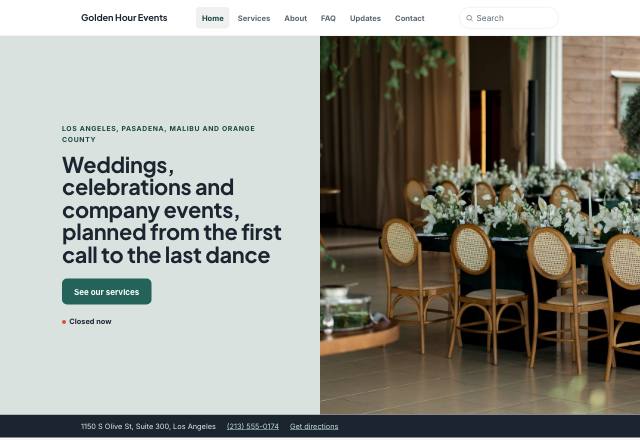 Golden Hour Events
Home
Services
About
FAQ
Updates
Contact
Search
LOS ANGELES, PASADENA, MALIBU AND ORANGE
COUNTY
Weddings,
celebrations and
company events,
planned from the first
call to the last dance
See our services
Closed now
1150 S Olive St, Suite 300, Los Angeles
(213) 555-0174
Get directions